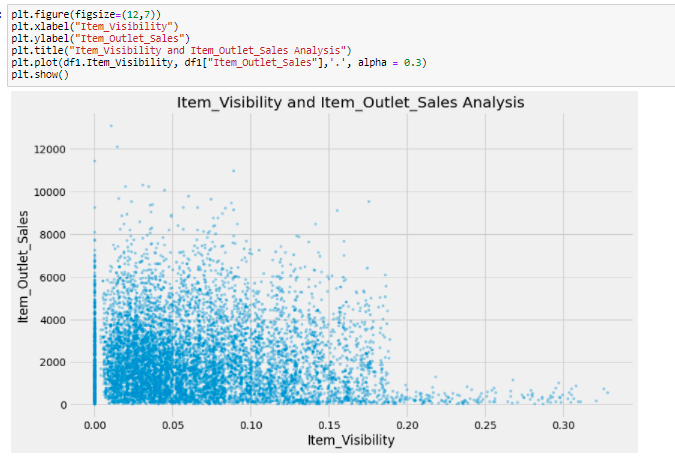 plt.figure(figsize=(12,7))
plt.xlabel("Item_Visibility")
plt.ylabel("Item_Outlet_Sales")
plt.title("Item_Visibility and Item_Outlet_Sales Analysis")
plt.plot(df1.Item_Visibility, df1["Item_Outlet_Sales"],'.', alpha = 0.3)
plt.show()
Item_Visibility and Item_Outlet_Sales Analysis
Item_Outlet_Sales
12000
10000
8000
6000
4000
2000
0
0.00 0.05 0.10 0.15 0.20 0.25 0.30
Item_Visibility